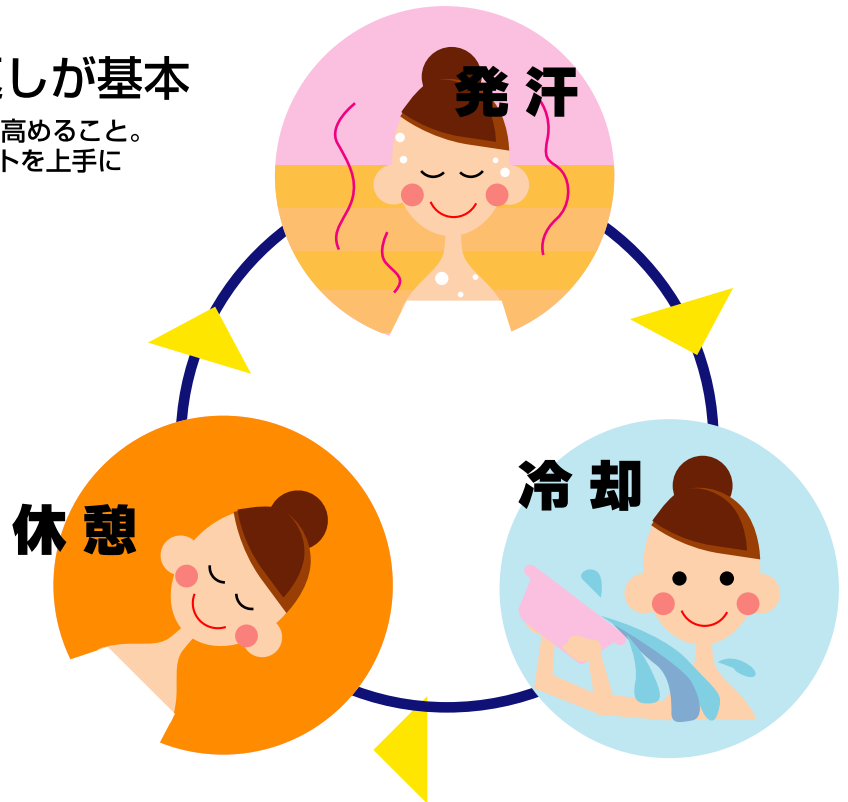 しが基本
高めること。
トを上手に
発汗
冷却
休憩